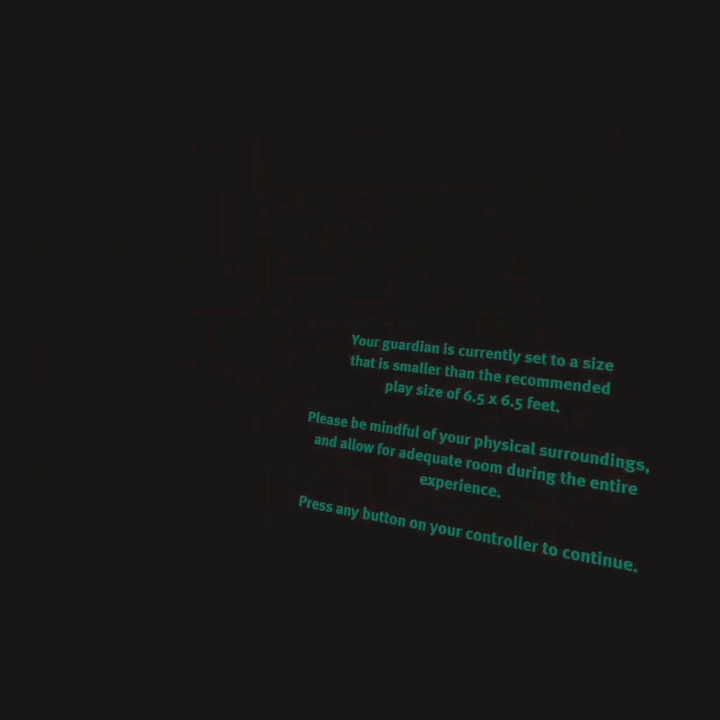 Your guardian is currently set to a size
that is smaller than the recommended
play size of 6.5 x 6.5 feet.
Please be mindful of your physical surroundings,
and allow for adequate room during the entire
experience.
Press any button on your controller to continue.